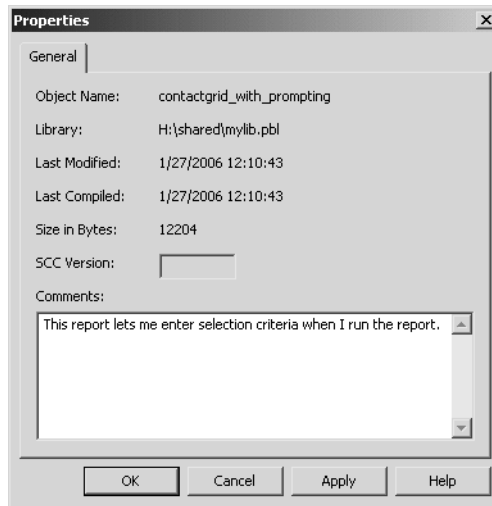 Properties
General
Object Name: contactgrid_with_prompting
Library: H:\shared\mylib.pbl
Last Modified: 1/27/2006 12:10:43
Last Compiled: 1/27/2006 12:10:43
Size in Bytes: 12204
SCC Version:
Comments:
This report lets me enter selection criteria when I run the report.
OK Cancel Apply Help